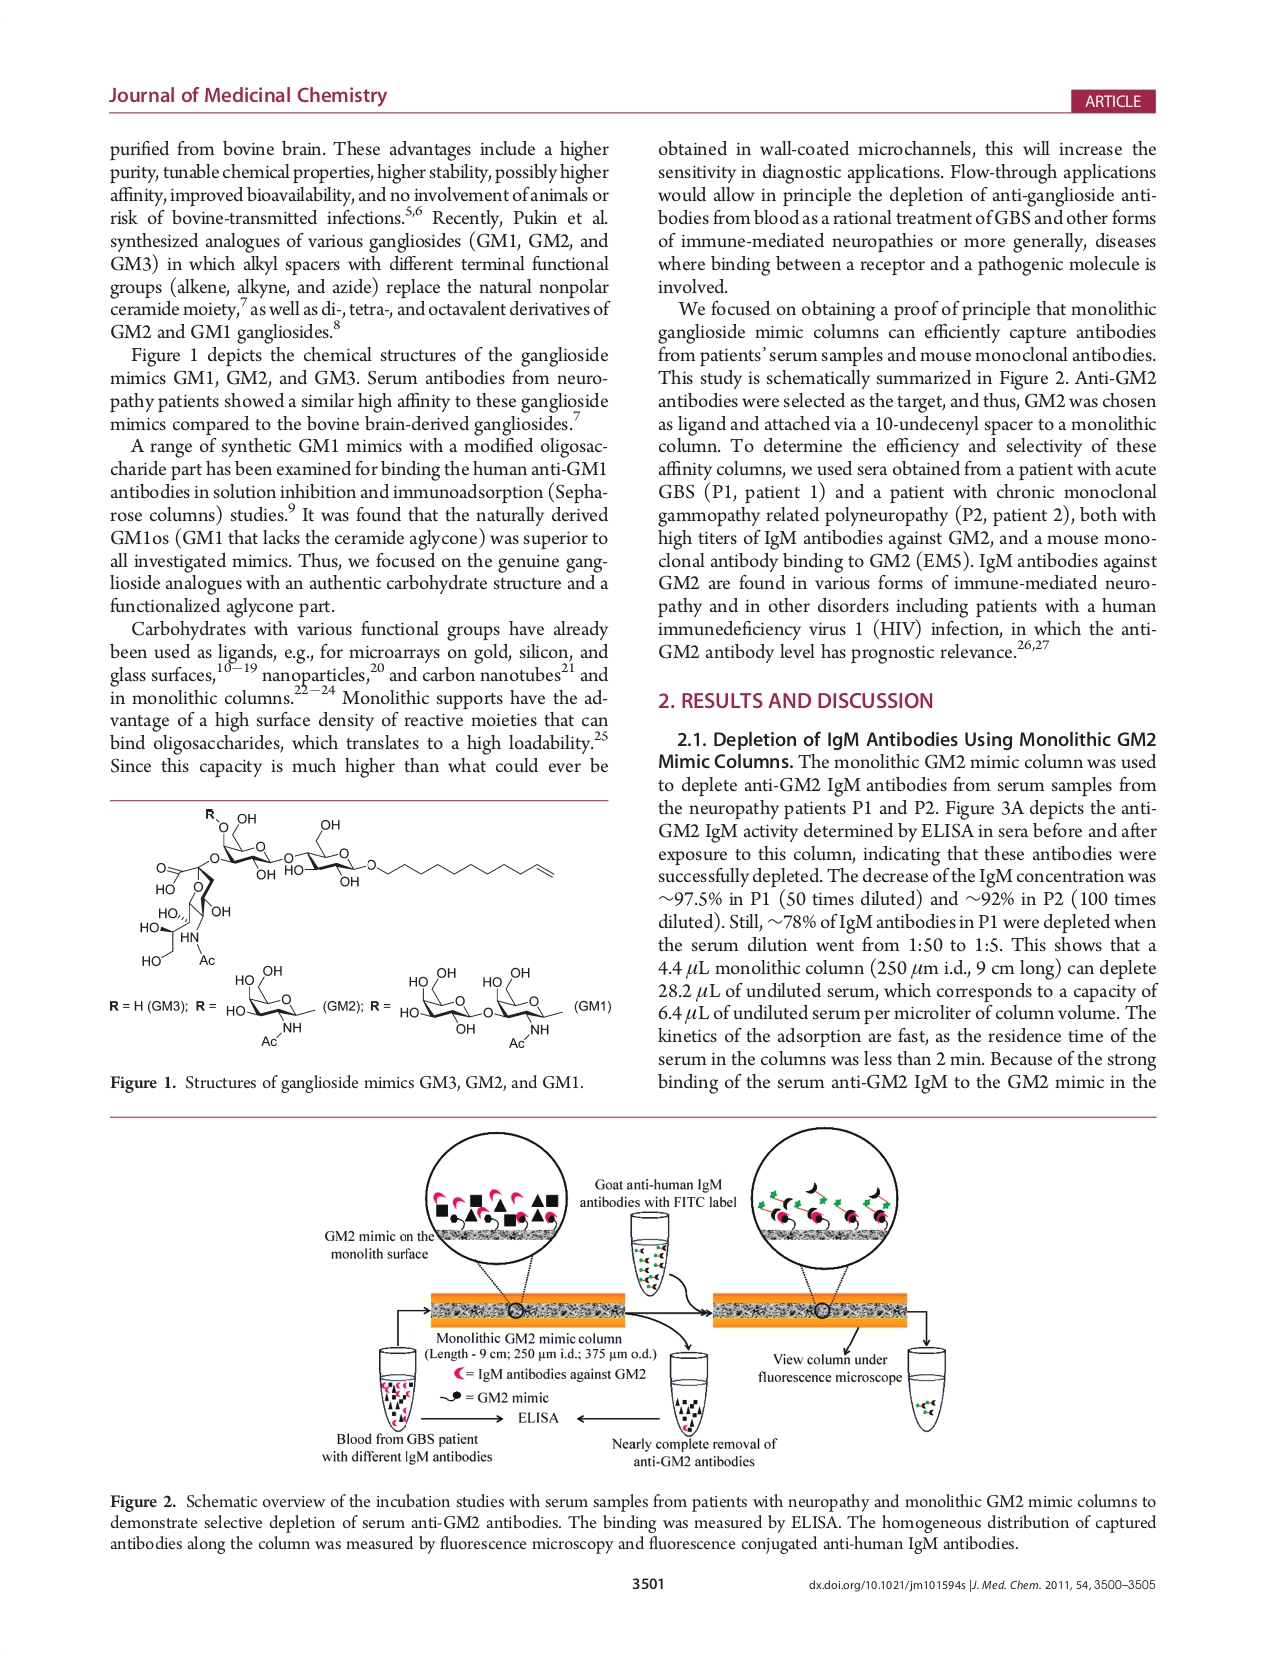 Journal of Medicinal Chemistry
ARTICLE
purified from bovine brain. These advantages include a higher
purity, tunable chemical properties, higher stability, possibly higher
affinity, improved bioavailability, and no involvement of animals or
risk of bovine-transmitted infections.5,6 Recently, Pukin et al.
synthesized analogues of various gangliosides (GM1, GM2, and
GM3) in which alkyl spacers with different terminal functional
groups (alkene, alkyne, and azide) replace the natural nonpolar
ceramide moiety,7 as well as di-, tetra-, and octavalent derivatives of
GM2 and GM1 gangliosides.8
Figure 1 depicts the chemical structures of the ganglioside
mimics GM1, GM2, and GM3. Serum antibodies from neuro-
pathy patients showed a similar high affinity to these ganglioside
mimics compared to the bovine brain-derived gangliosides.7
A range of synthetic GM1 mimics with a modified oligosac-
charide part has been examined for binding the human anti-GM1
antibodies in solution inhibition and immunoadsorption (Sepha-
rose columns) studies.9 It was found that the naturally derived
GM1os (GM1 that lacks the ceramide aglycone) was superior to
all investigated mimics. Thus, we focused on the genuine gang-
lioside analogues with an authentic carbohydrate structure and a
functionalized aglycone part.
Carbohydrates with various functional groups have already
been used as ligands, e.g., for microarrays on gold, silicon, and
glass surfaces,10−19 nanoparticles,20 and carbon nanotubes21 and
in monolithic columns.22−24 Monolithic supports have the ad-
vantage of a high surface density of reactive moieties that can
bind oligosaccharides, which translates to a high loadability.25
Since this capacity is much higher than what could ever be
R
OH
O
OH
O
O
O
O
O
O
OH
HO
OH
HO
O
HO
OH
HO
HN
HO
Ac
OH
HO
OH
HO
OH
HO
R = H (GM3); R =
HO
O
(GM2); R =
HO
O
O
O
(GM1)
NH
Ac
OH
NH
Ac
Figure 1. Structures of ganglioside mimics GM3, GM2, and GM1.
obtained in wall-coated microchannels, this will increase the
sensitivity in diagnostic applications. Flow-through applications
would allow in principle the depletion of anti-ganglioside anti-
bodies from blood as a rational treatment of GBS and other forms
of immune-mediated neuropathies or more generally, diseases
where binding between a receptor and a pathogenic molecule is
involved.
We focused on obtaining a proof of principle that monolithic
ganglioside mimic columns can efficiently capture antibodies
from patients' serum samples and mouse monoclonal antibodies.
This study is schematically summarized in Figure 2. Anti-GM2
antibodies were selected as the target, and thus, GM2 was chosen
as ligand and attached via a 10-undecenyl spacer to a monolithic
column. To determine the efficiency and selectivity of these
affinity columns, we used sera obtained from a patient with acute
GBS (P1, patient 1) and a patient with chronic monoclonal
gammopathy related polyneuropathy (P2, patient 2), both with
high titers of IgM antibodies against GM2, and a mouse mono-
clonal antibody binding to GM2 (EM5). IgM antibodies against
GM2 are found in various forms of immune-mediated neuro-
pathy and in other disorders including patients with a human
immunedeficiency virus 1 (HIV) infection, in which the anti-
GM2 antibody level has prognostic relevance.26,27
2. RESULTS AND DISCUSSION
2.1. Depletion of IgM Antibodies Using Monolithic GM2
Mimic Columns. The monolithic GM2 mimic column was used
to deplete anti-GM2 IgM antibodies from serum samples from
the neuropathy patients P1 and P2. Figure 3A depicts the anti-
GM2 IgM activity determined by ELISA in sera before and after
exposure to this column, indicating that these antibodies were
successfully depleted. The decrease of the IgM concentration was
∼97.5% in P1 (50 times diluted) and ∼92% in P2 (100 times
diluted). Still, ∼78% of IgM antibodies in P1 were depleted when
the serum dilution went from 1:50 to 1:5. This shows that a
4.4 μL monolithic column (250 μm i.d., 9 cm long) can deplete
28.2 μL of undiluted serum, which corresponds to a capacity of
6.4 μL of undiluted serum per microliter of column volume. The
kinetics of the adsorption are fast, as the residence time of the
serum in the columns was less than 2 min. Because of the strong
binding of the serum anti-GM2 IgM to the GM2 mimic in the
Goat anti-human IgM
antibodies with FITC label
GM2 mimic on the
monolith surface
Monolithic GM2 mimic column
(Length - 9 cm; 250 μm i.d.; 375 μm o.d.)
= IgM antibodies against GM2
= GM2 mimic
ELISA
View column under
fluorescence microscope
Blood from GBS patient
with different IgM antibodies
Nearly complete removal of
anti-GM2 antibodies
Figure 2. Schematic overview of the incubation studies with serum samples from patients with neuropathy and monolithic GM2 mimic columns to
demonstrate selective depletion of serum anti-GM2 antibodies. The binding was measured by ELISA. The homogeneous distribution of captured
antibodies along the column was measured by fluorescence microscopy and fluorescence conjugated anti-human IgM antibodies.
3501
dx.doi.org/10.1021/jm101594s |J. Med. Chem. 2011, 54, 3500–3505